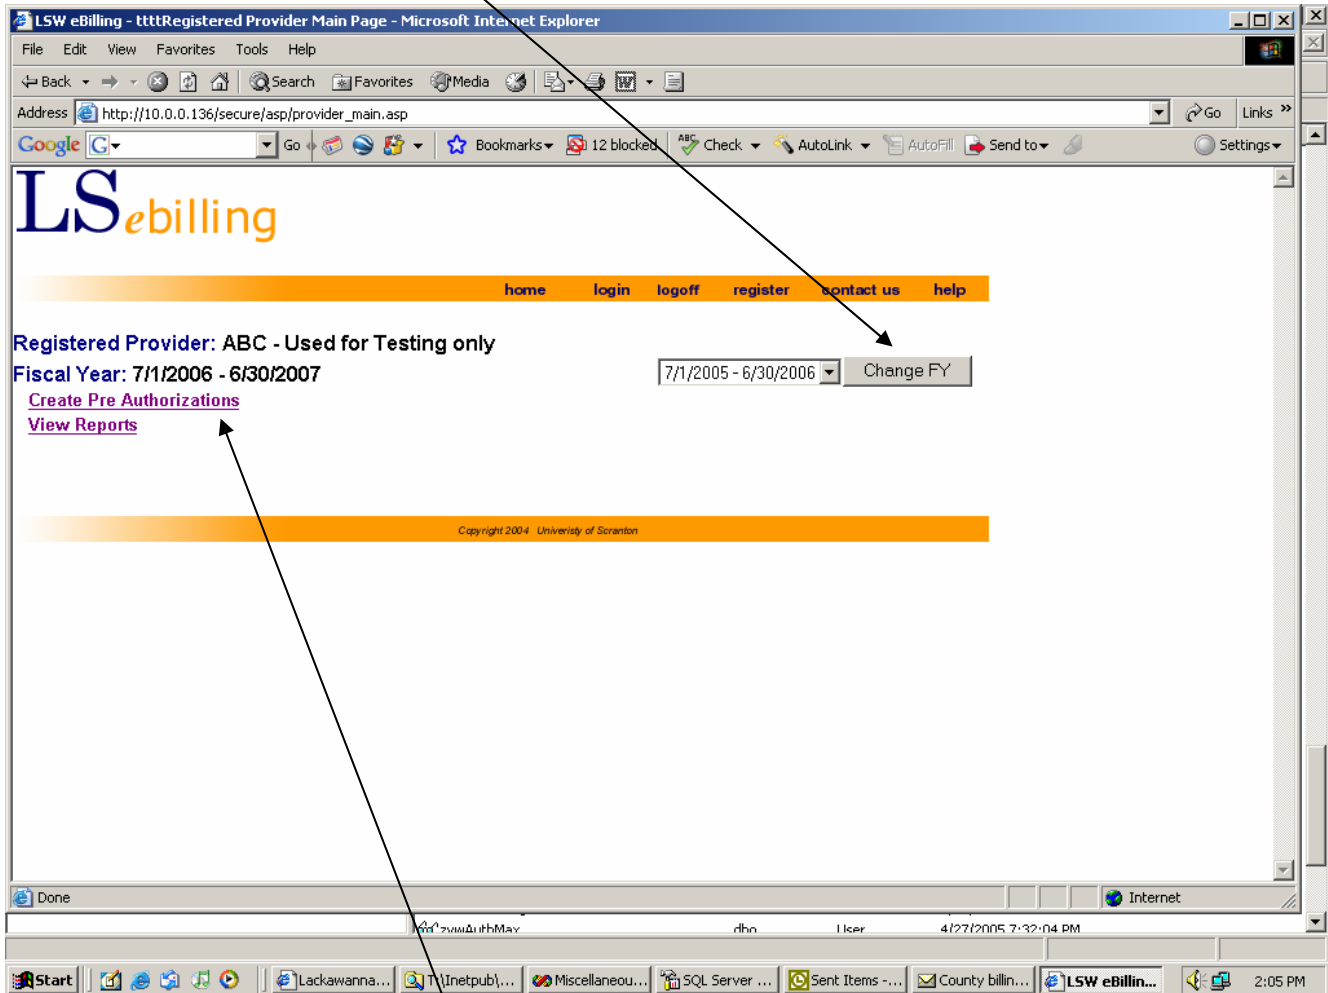 LSW eBilling - ttttRegistered Provider Main Page - Microsoft Internet Explorer
File Edit View Favorites Tools Help
Back Search Favorites Media
Address http://10.0.0.136/secure/asp/provider_main.asp Go Links »
Google G Go Bookmarks 12 blocked ABC Check AutoLink AutoFill Send to Settings
LSebilling
home login logoff register contact us help
Registered Provider: ABC - Used for Testing only
Fiscal Year: 7/1/2006 - 6/30/2007 7/1/2005 - 6/30/2006 Change FY
Create Pre Authorizations
View Reports
Copyright 2004 Univeristy of Scranton
Done Internet
zvwAuthMax dbo User 4/27/2005 7:32:04 PM
Start Lackawanna... T:\Inetpub\... Miscellaneou... SQL Server ... Sent Items -... County billin... LSW eBillin... 2:05 PM